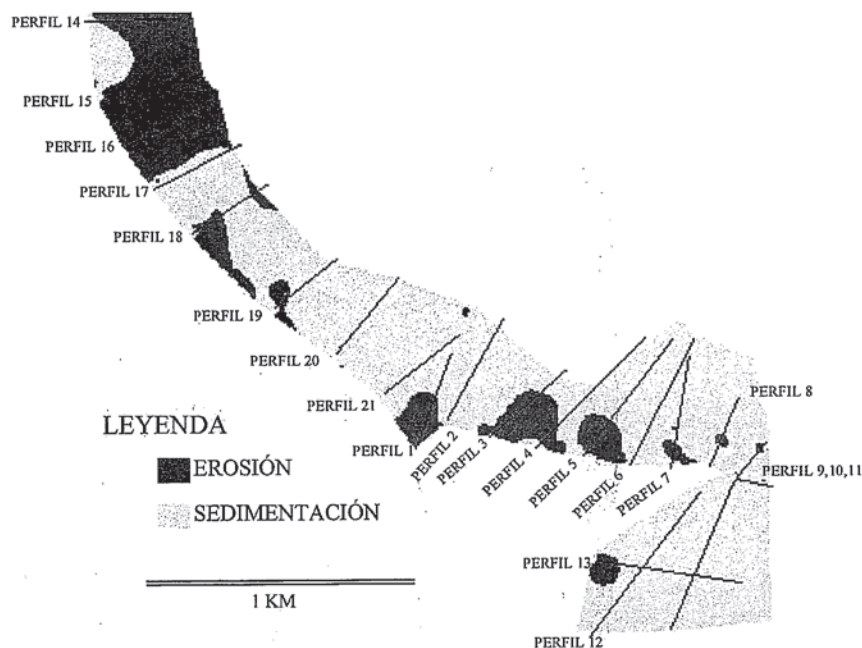 PERFIL 14
PERFIL 15
PERFIL 16
PERFIL 17
PERFIL 18
PERFIL 19
PERFIL 20
PERFIL 21
PERFIL 1
PERFIL 2
PERFIL 3
PERFIL 4
PERFIL 5
PERFIL 6
PERFIL 7
PERFIL 8
PERFIL 9,10,11
PERFIL 13
PERFIL 12
LEYENDA
EROSIÓN
SEDIMENTACIÓN
1 KM